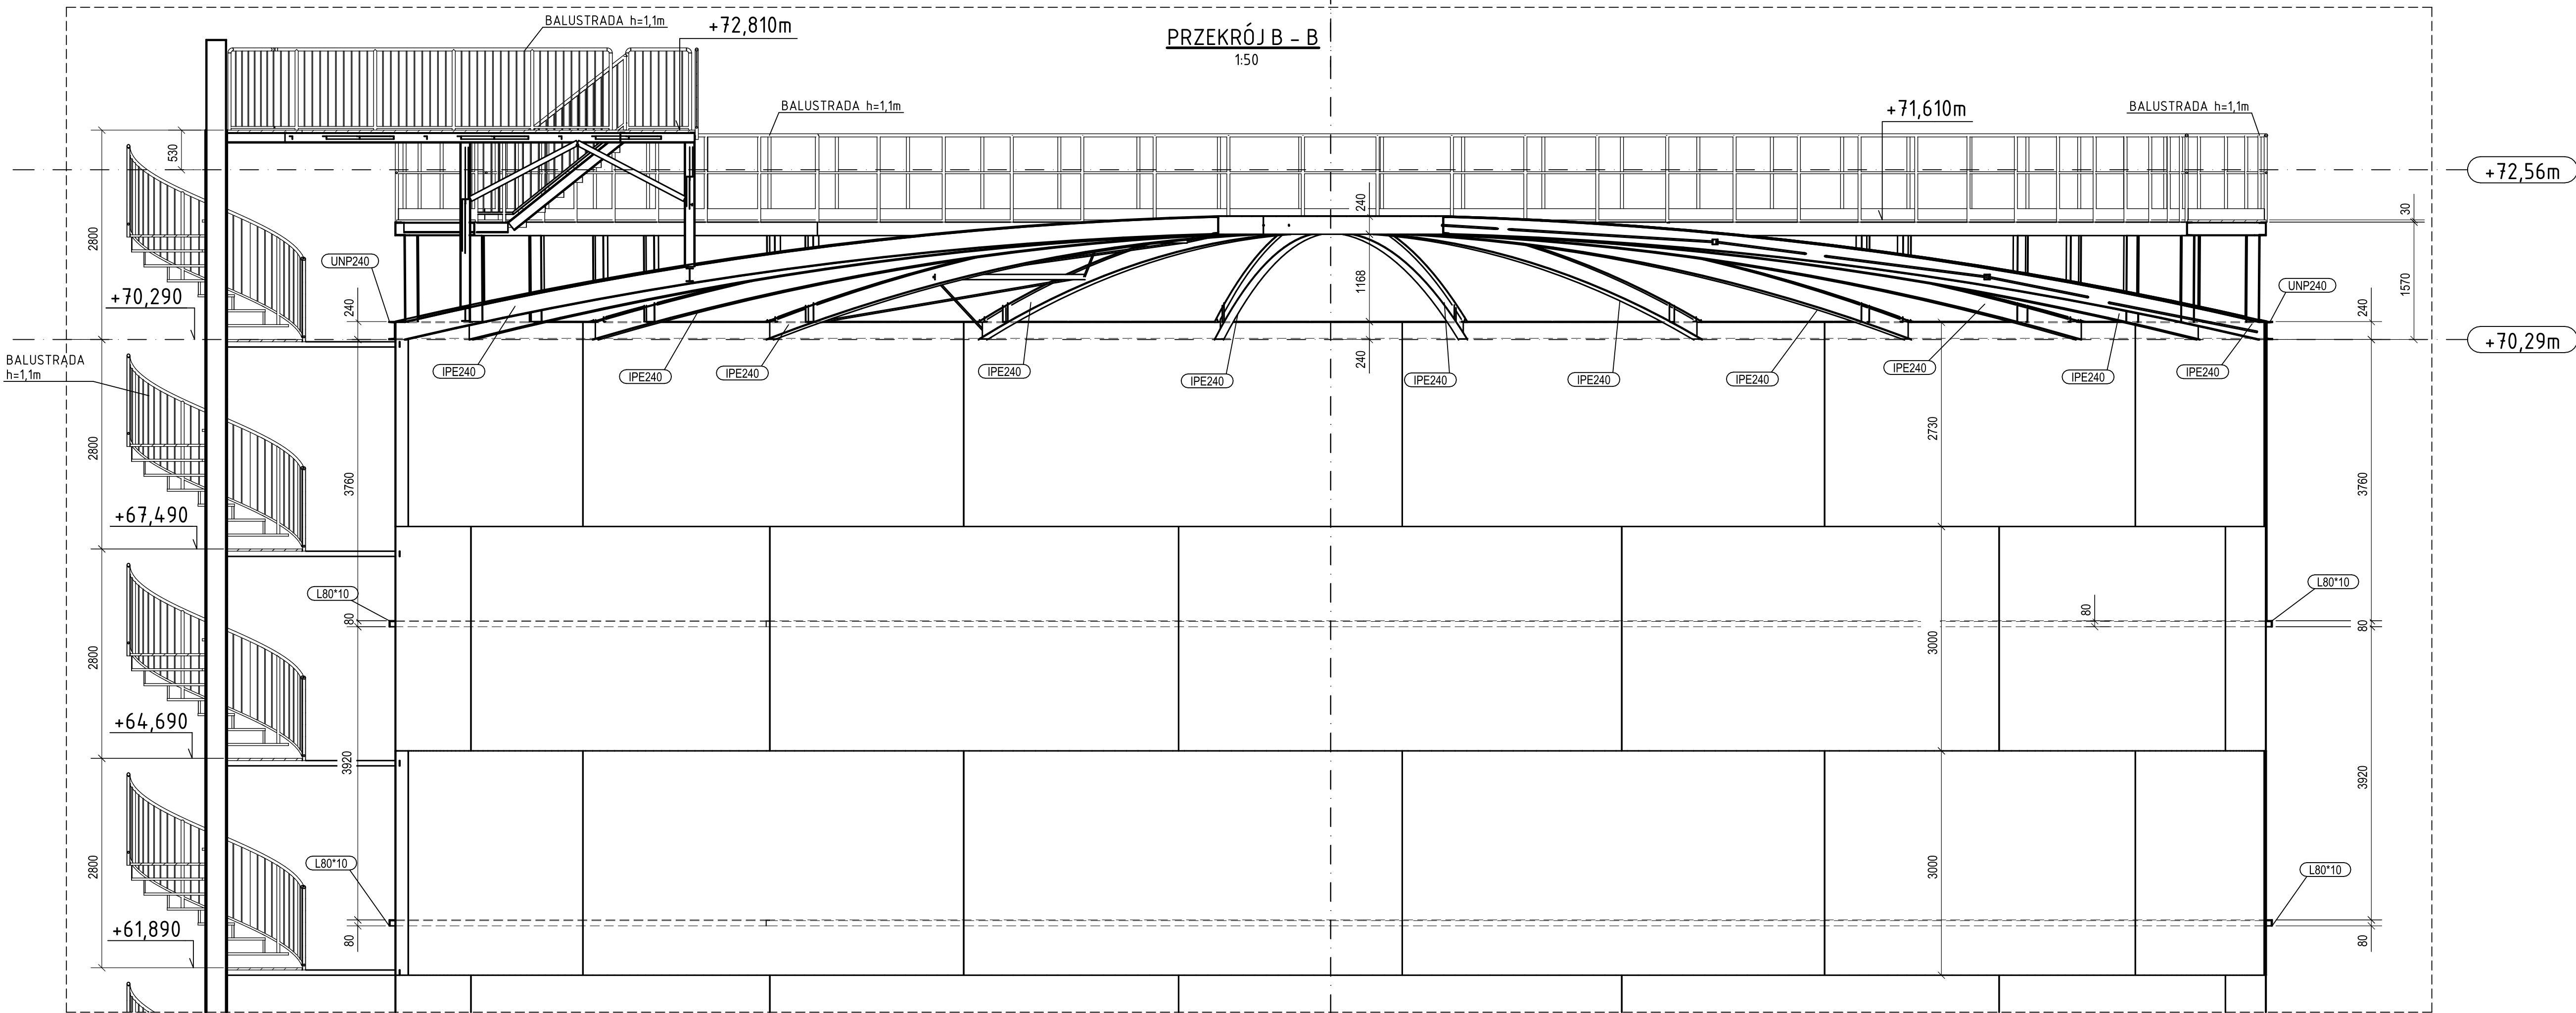 BALUSTRADA h=1,1m
+72,810m
PRZEKRÓJ B - B
1:50
BALUSTRADA h=1,1m
+71,610m
BALUSTRADA h=1,1m
530
+72,56m
2800
240
30
UNP240
1168
1570
UNP240
+70,290
240
240
+70,29m
240
BALUSTRADA
h=1,1m
IPE240
IPE240
IPE240
IPE240
IPE240
IPE240
IPE240
IPE240
IPE240
IPE240
IPE240
2800
3760
2730
3760
+67,490
L80*10
80
80
L80*10
80
2800
3000
+64,690
3920
3920
2800
L80*10
3000
L80*10
+61,890
80
80